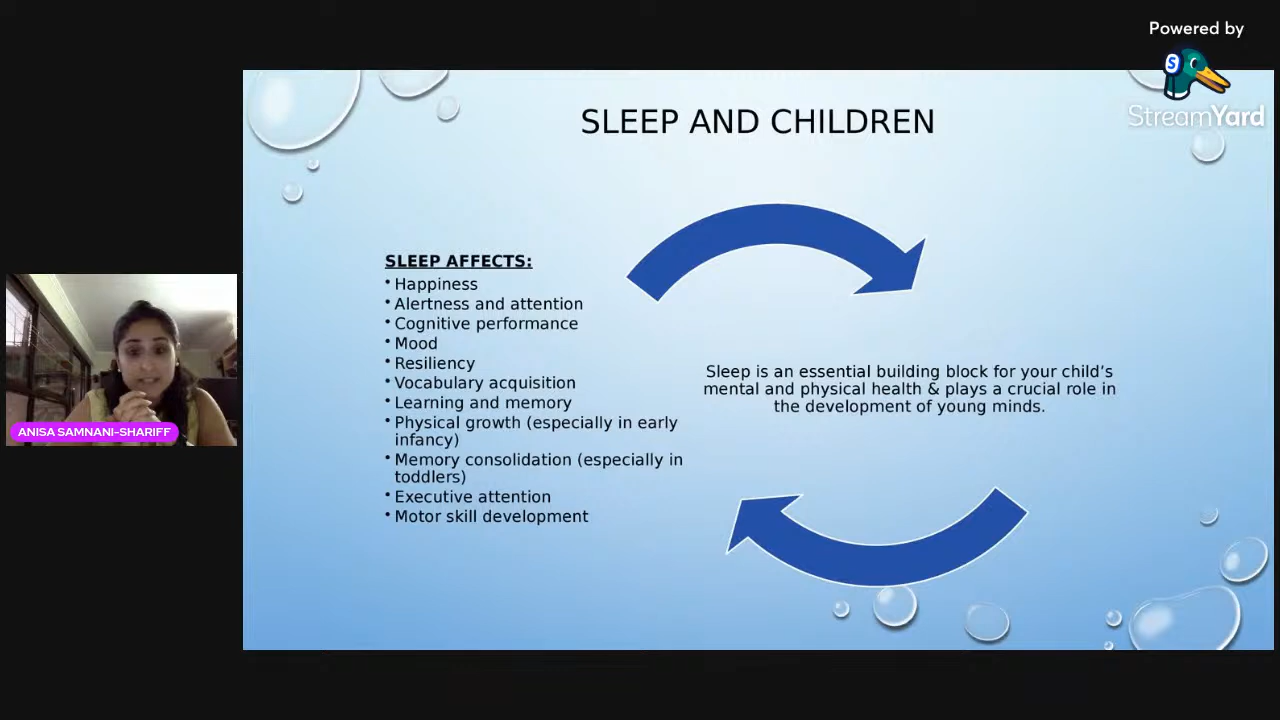 Powered by
StreamYard
SLEEP AND CHILDREN
SLEEP AFFECTS:
• Happiness
• Alertness and attention
• Cognitive performance
• Mood
• Resiliency
• Vocabulary acquisition
• Learning and memory
• Physical growth (especially in early
infancy)
• Memory consolidation (especially in
toddlers)
• Executive attention
• Motor skill development
Sleep is an essential building block for your child’s
mental and physical health & plays a crucial role in
the development of young minds.
ANISA SAMNANI-SHARIFF